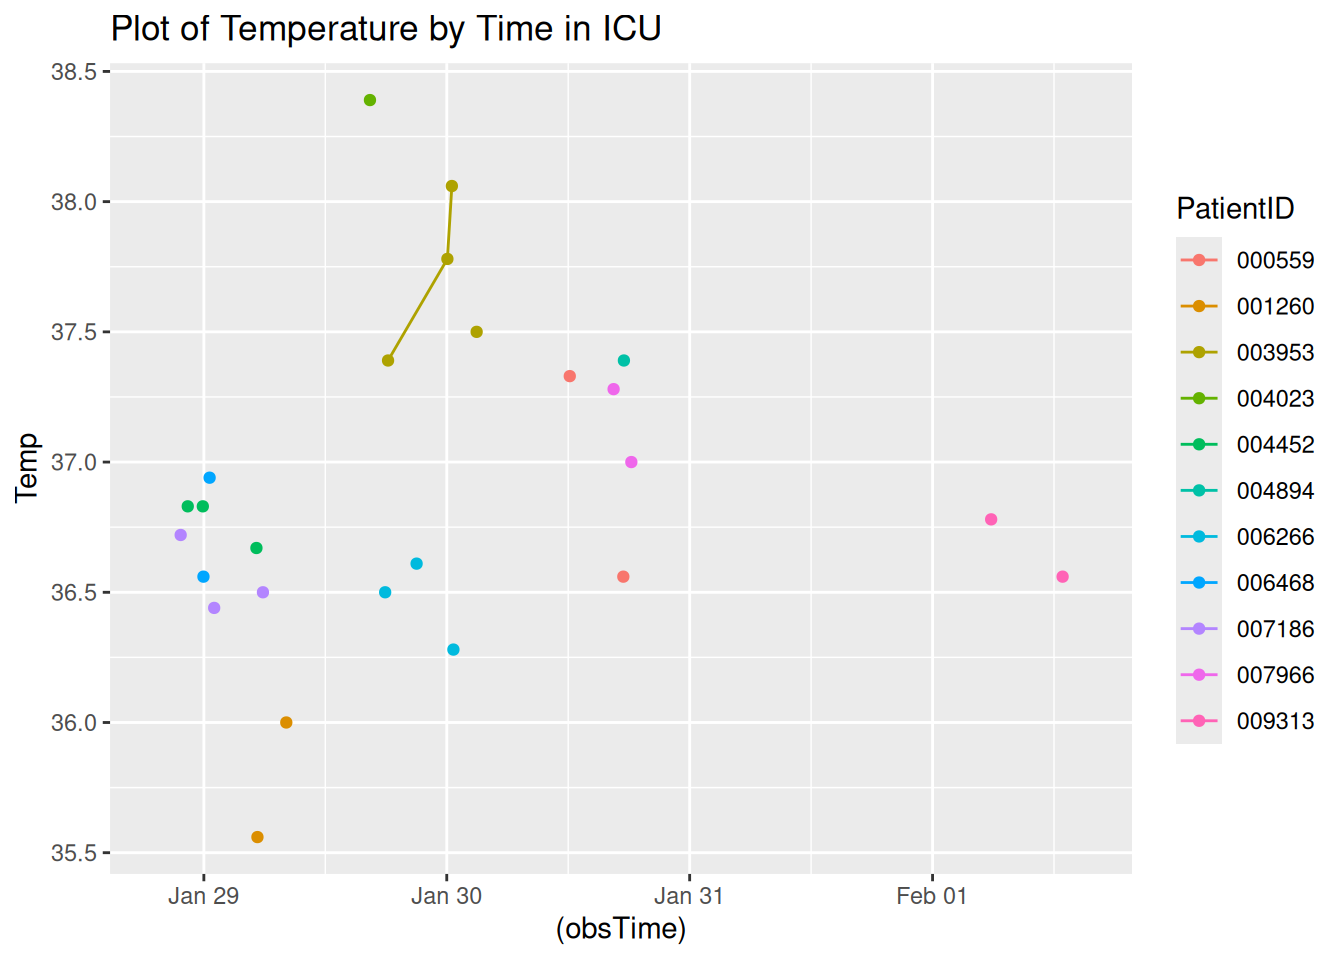 Plot of Temperature by Time in ICU
38.5
38.0
37.5
37.0
36.5
36.0
35.5
Temp
Jan 29
Jan 30
Jan 31
Feb 01
(obsTime)
PatientID
000559
001260
003953
004023
004452
004894
006266
006468
007186
007966
009313